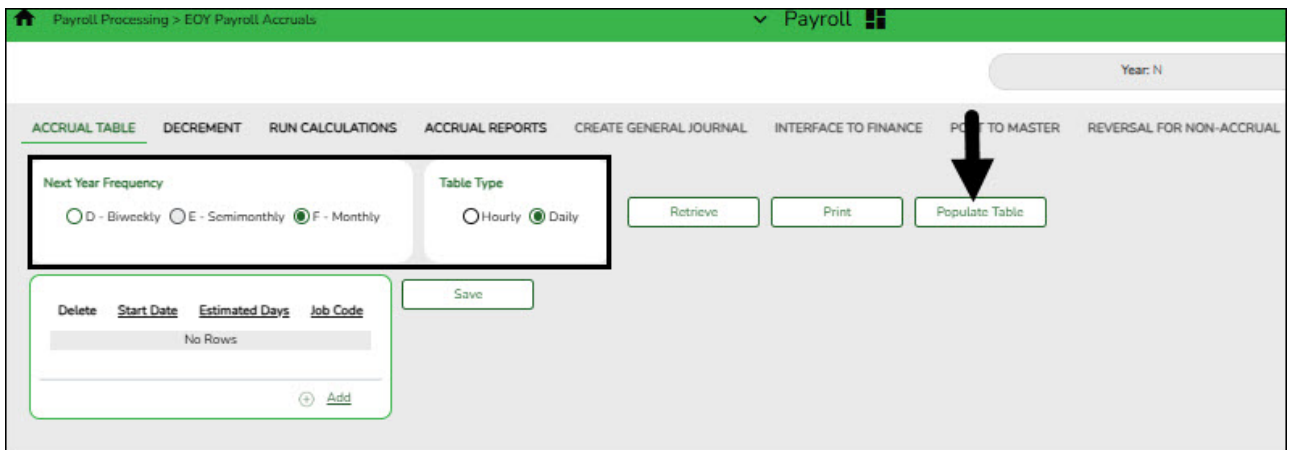 Payroll Processing > EOY Payroll Accruals
Payroll
Year: N
ACCRUAL TABLE DECREMENT RUN CALCULATIONS ACCRUAL REPORTS CREATE GENERAL JOURNAL INTERFACE TO FINANCE TO MASTER REVERSAL FOR NON-ACCRUAL
Next Year Frequency
D - Biweekly E - Semimonthly F - Monthly
Table Type
Hourly Daily
Retrieve
Print
Populate Table
Save
Delete Start Date Estimated Days Job Code
No Rows
Add